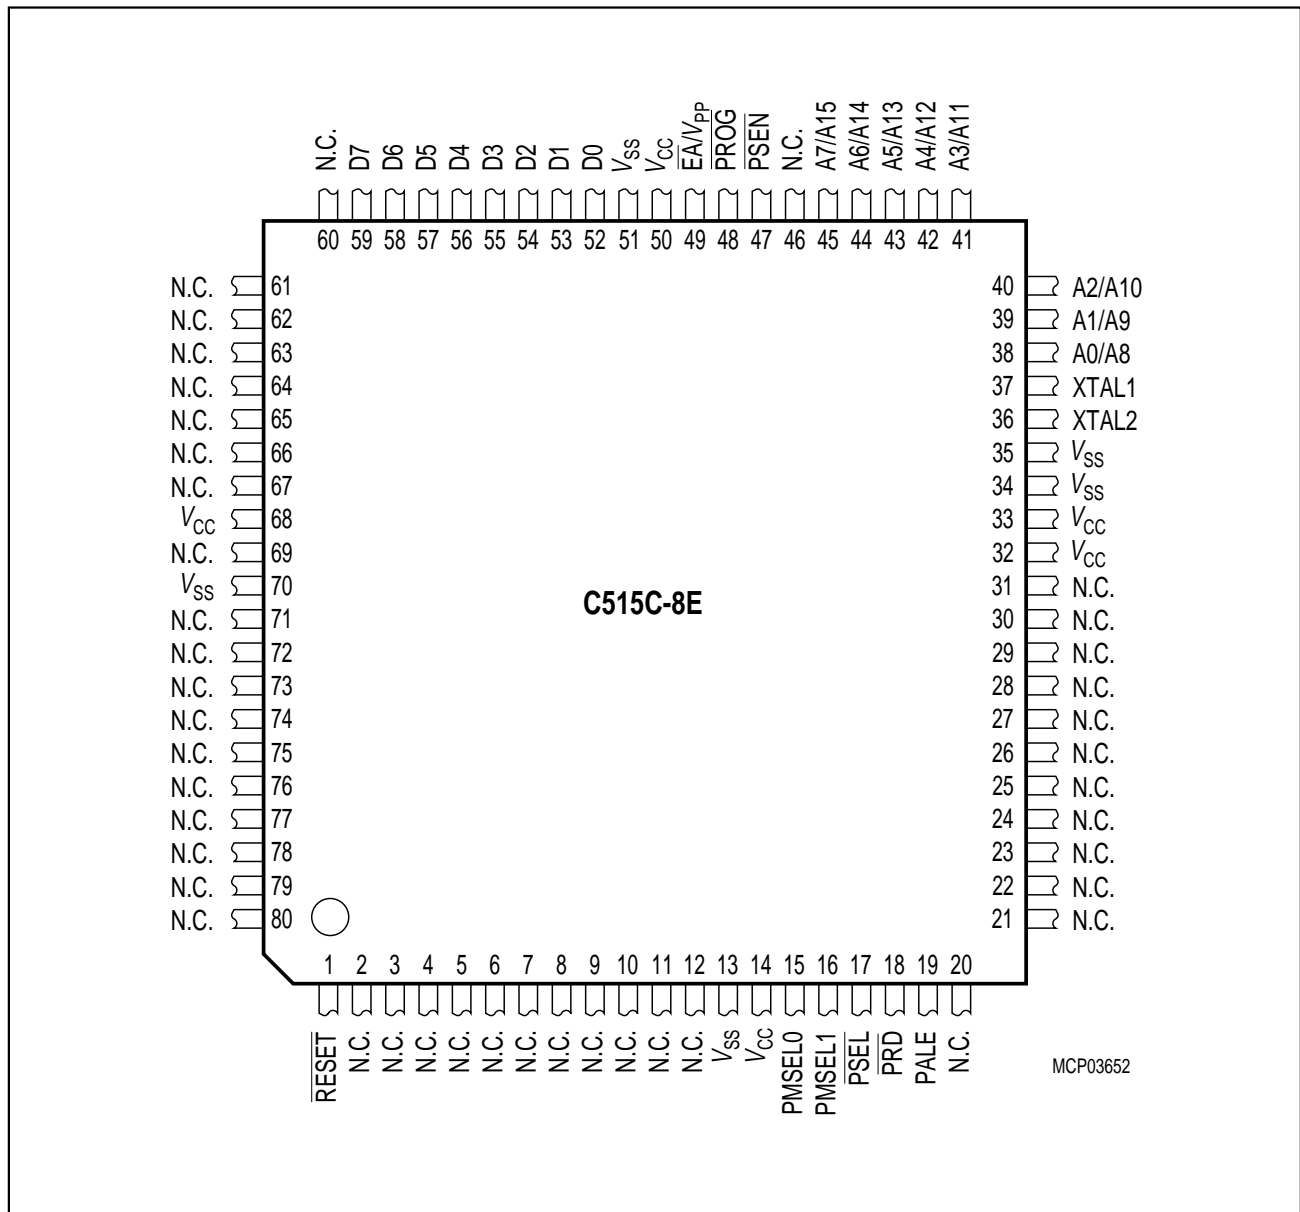 N.C. D7 D6 D5 D4 D3 D2 D1 D0 VSS VCC EA/VPP PROG PSEN N.C. A7/A15 A6/A14 A5/A13 A4/A12 A3/A11
60 59 58 57 56 55 54 53 52 51 50 49 48 47 46 45 44 43 42 41
N.C. 61 40 A2/A10
N.C. 62 39 A1/A9
N.C. 63 38 A0/A8
N.C. 64 37 XTAL1
N.C. 65 36 XTAL2
N.C. 66 35 VSS
N.C. 67 34 VSS
VCC 68 33 VCC
N.C. 69 32 VCC
VSS 70 31 N.C.
C515C-8E
N.C. 71 30 N.C.
N.C. 72 29 N.C.
N.C. 73 28 N.C.
N.C. 74 27 N.C.
N.C. 75 26 N.C.
N.C. 76 25 N.C.
N.C. 77 24 N.C.
N.C. 78 23 N.C.
N.C. 79 22 N.C.
N.C. 80 21 N.C.
1 2 3 4 5 6 7 8 9 10 11 12 13 14 15 16 17 18 19 20
RESET N.C. N.C. N.C. N.C. N.C. N.C. N.C. N.C. N.C. N.C. N.C. VSS VCC PMSEL0 PMSEL1 PSEL PRD PALE N.C.
MCP03652